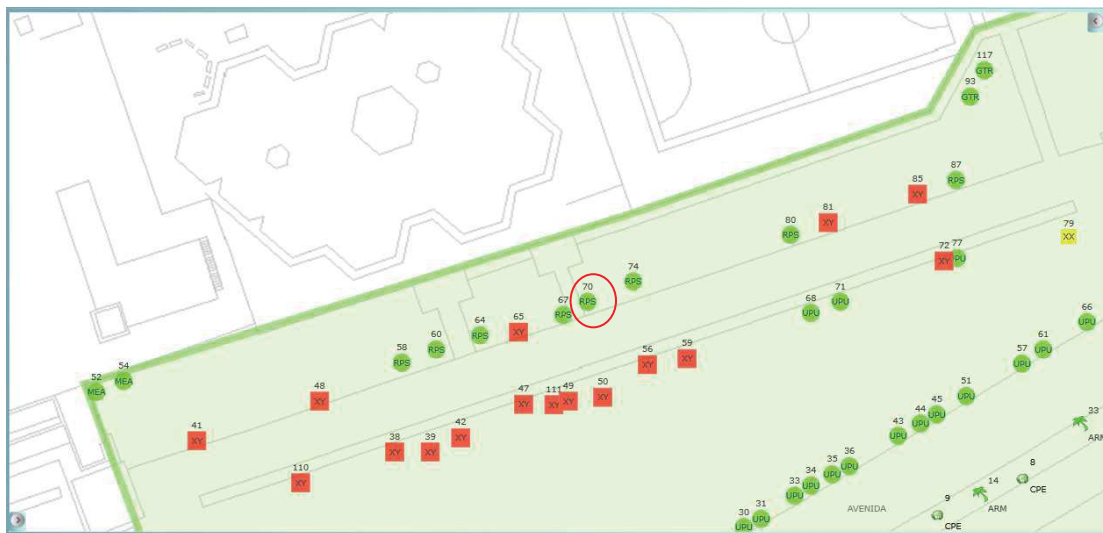 117
GTR
93
GTR
87
RPS
85
XY
81
XY
80
RPS
79
XX
77
UPU
72
XY
74
RPS
70
RPS
67
RPS
71
UPU
68
UPU
66
UPU
65
XY
64
RPS
60
RPS
58
RPS
61
UPU
57
UPU
59
XY
56
XY
54
MEA
52
MEA
51
UPU
50
XY
49
XY
111
XY
47
XY
48
XY
45
UPU
44
UPU
43
UPU
42
XY
41
XY
39
XY
38
XY
110
XY
33
ARM
36
UPU
35
UPU
34
UPU
33
UPU
8
CPE
14
ARM
9
CPE
AVENIDA
31
UPU
30
UPU